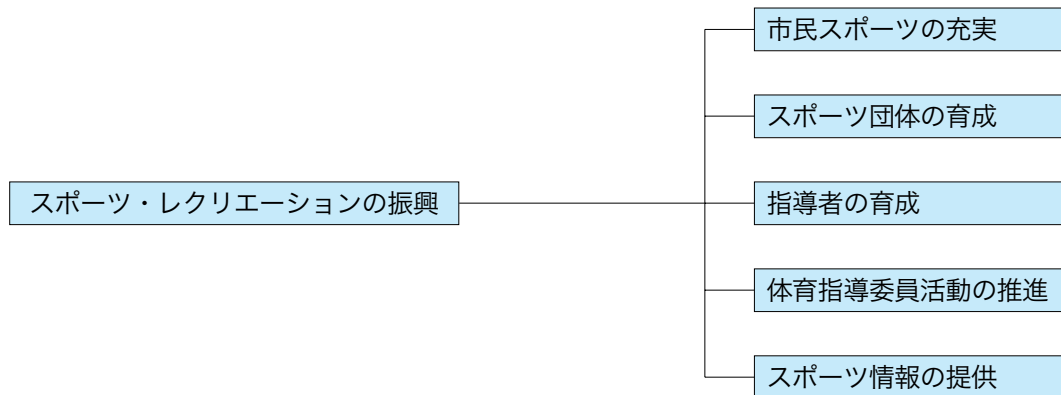 市民スポーツの充実
スポーツ団体の育成
スポーツ・レクリエーションの振興
指導者の育成
体育指導委員活動の推進
スポーツ情報の提供